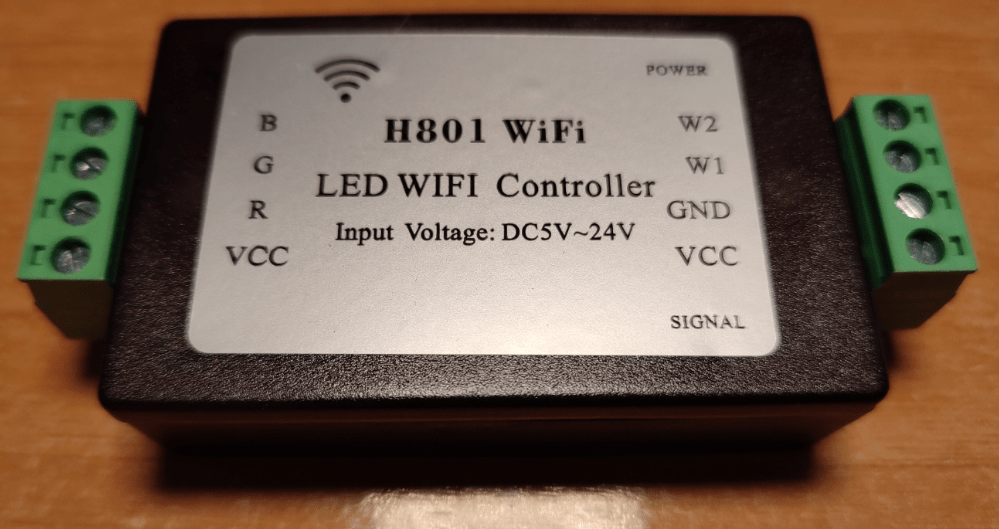 POWER
B
H801 WiFi
W2
G
LED WIFI Controller
W1
R
Input Voltage: DC5V~24V
GND
VCC
VCC
SIGNAL